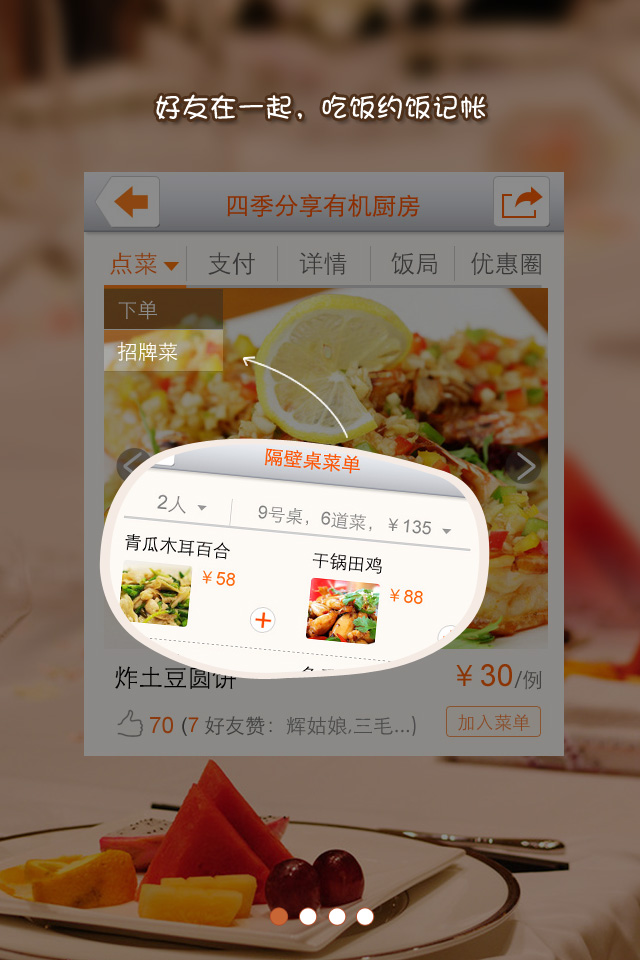 好友在一起，吃饭约饭记帐
四季分享有机厨房
点菜 支付 详情 饭局 优惠圈
下单
招牌菜
隔壁桌菜单
2人 9号桌，6道菜，￥135
青瓜木耳百合 干锅田鸡
￥58 ￥88
炸土豆圆饼 ￥30/例
70 (7 好友赞：辉姑娘,三毛...) 加入菜单